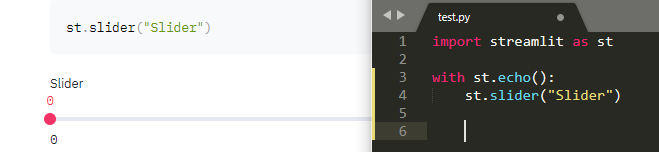 st.slider("Slider")
Slider
0
0
test.py
1 import streamlit as st
2
3 with st.echo():
4     st.slider("Slider")
5
6